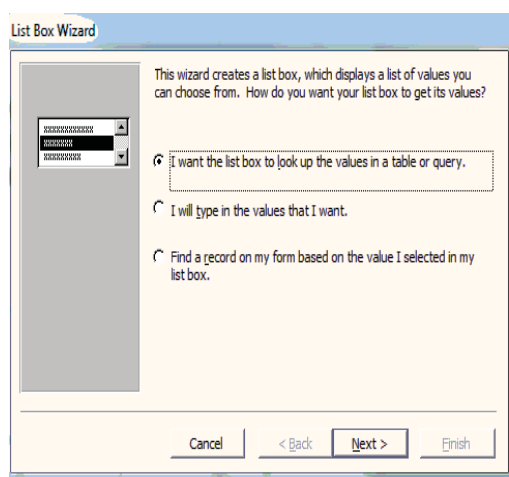 List Box Wizard
This wizard creates a list box, which displays a list of values you
can choose from. How do you want your list box to get its values?
xxxxxxxxxxxx
xxxxxxx
xxxxxxxxx
I want the list box to look up the values in a table or query.
I will type in the values that I want.
Find a record on my form based on the value I selected in my
list box.
Cancel
< Back
Next >
Finish